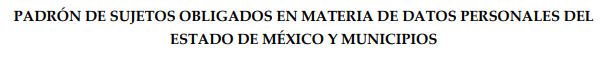 PADRÓN DE SUJETOS OBLIGADOS EN MATERIA DE DATOS PERSONALES DEL
ESTADO DE MÉXICO Y MUNICIPIOS